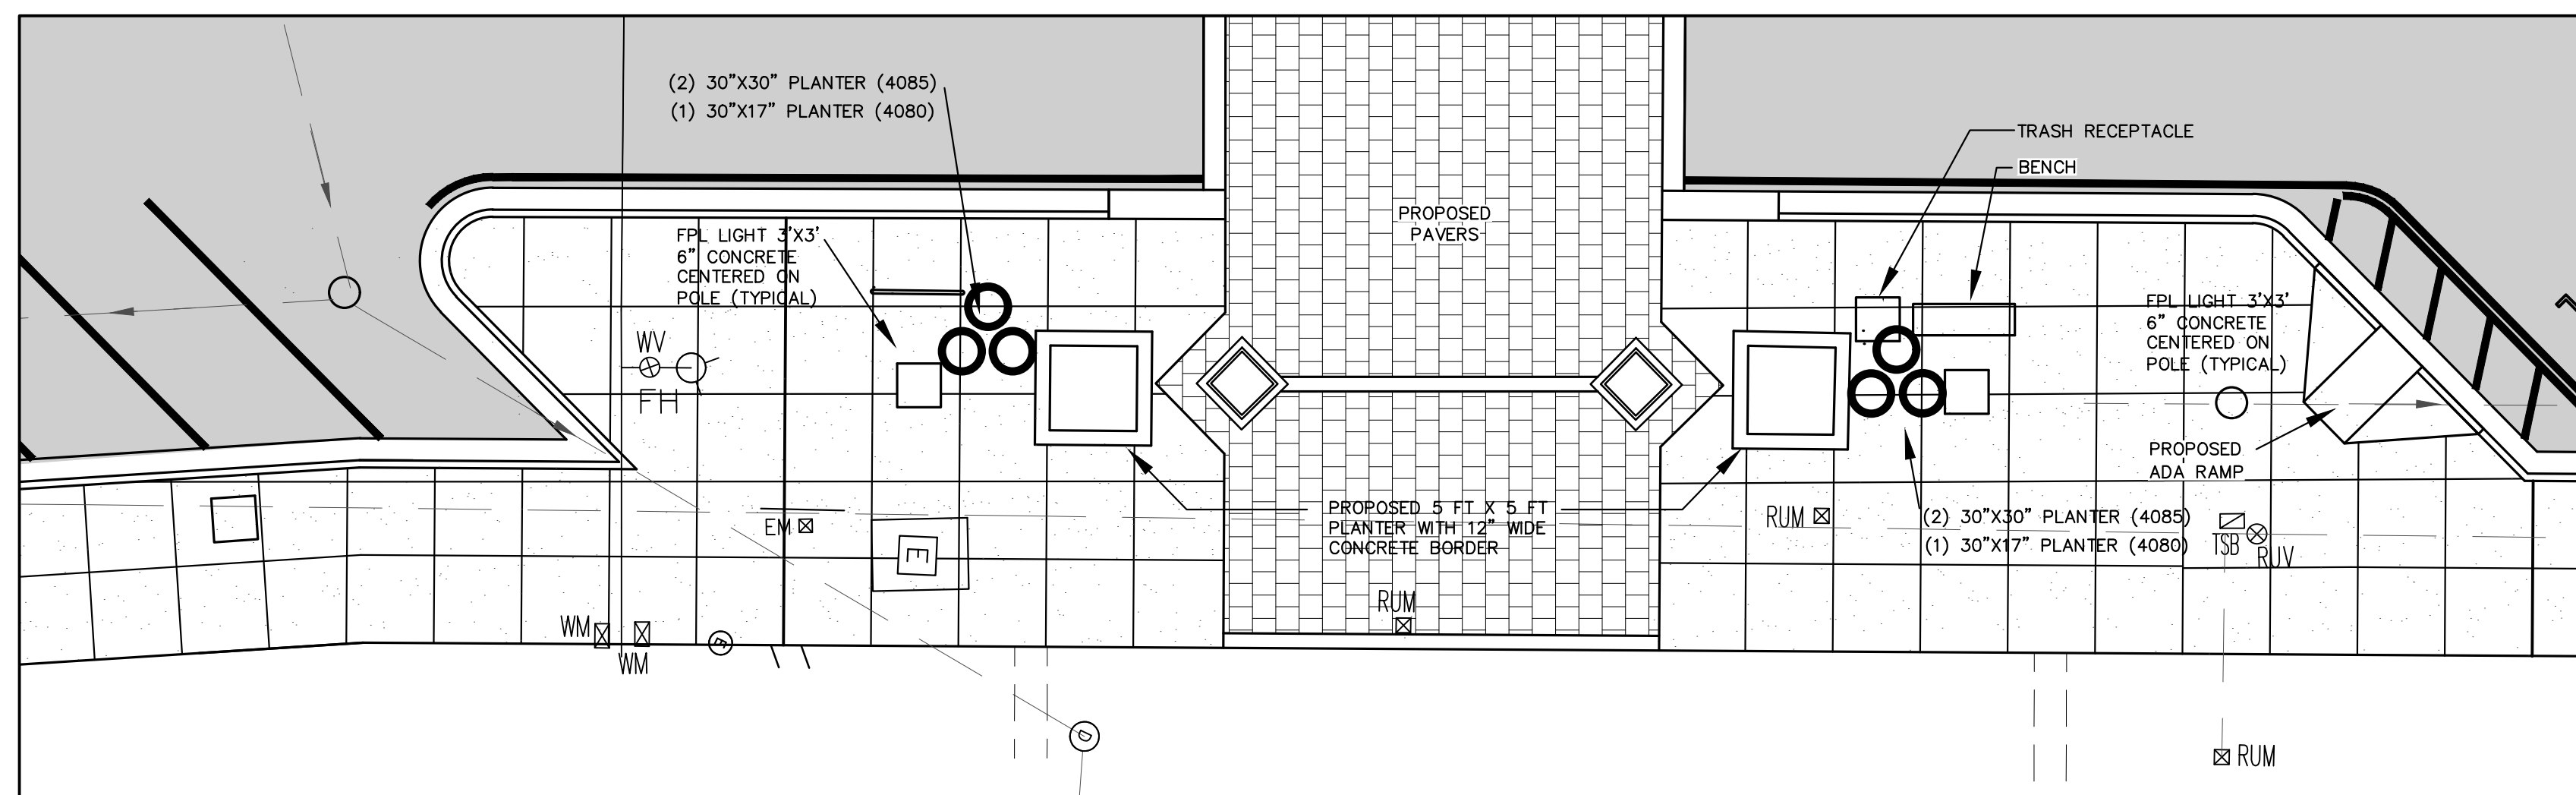 (2) 30"X30" PLANTER (4085)
(1) 30"X17" PLANTER (4080)
FPL LIGHT 3'X3'
6" CONCRETE
CENTERED ON
POLE (TYPICAL)
WV
FH
EM
E
WM
WM
E
D
PROPOSED
PAVERS
PROPOSED 5 FT X 5 FT
PLANTER WITH 12" WIDE
CONCRETE BORDER
RUM
TRASH RECEPTACLE
BENCH
FPL LIGHT 3'X3'
6" CONCRETE
CENTERED ON
POLE (TYPICAL)
PROPOSED
ADA RAMP
RUM
(2) 30"X30" PLANTER (4085)
(1) 30"X17" PLANTER (4080)
TSB
RUV
RUM